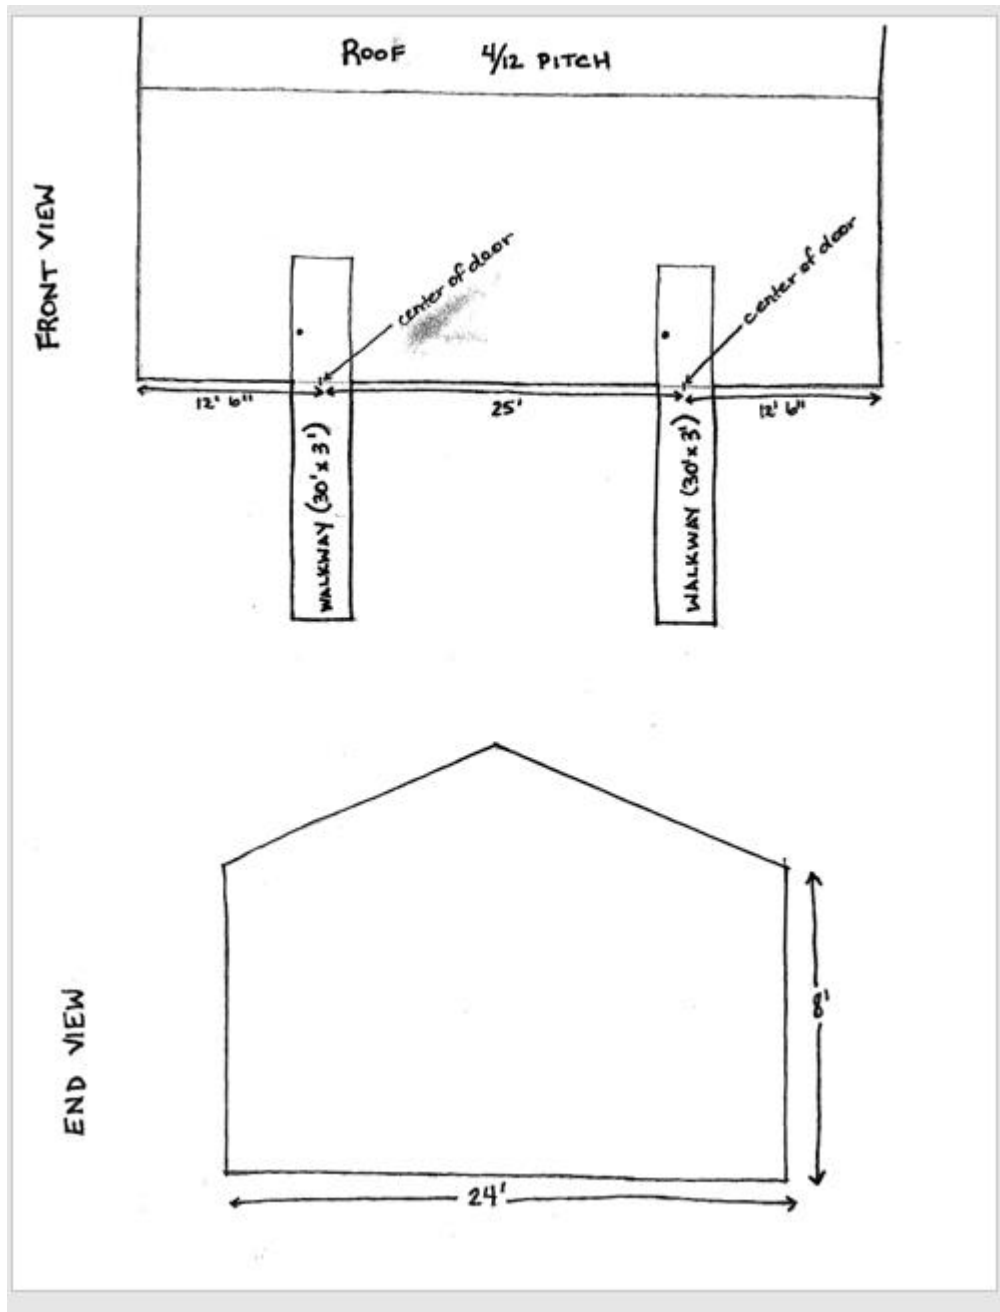 ROOF 4/12 PITCH
FRONT VIEW
center of door
center of door
12' 6"
25'
12' 6"
WALKWAY (30' x 3')
WALKWAY (30' x 3')
END VIEW
8'
24'